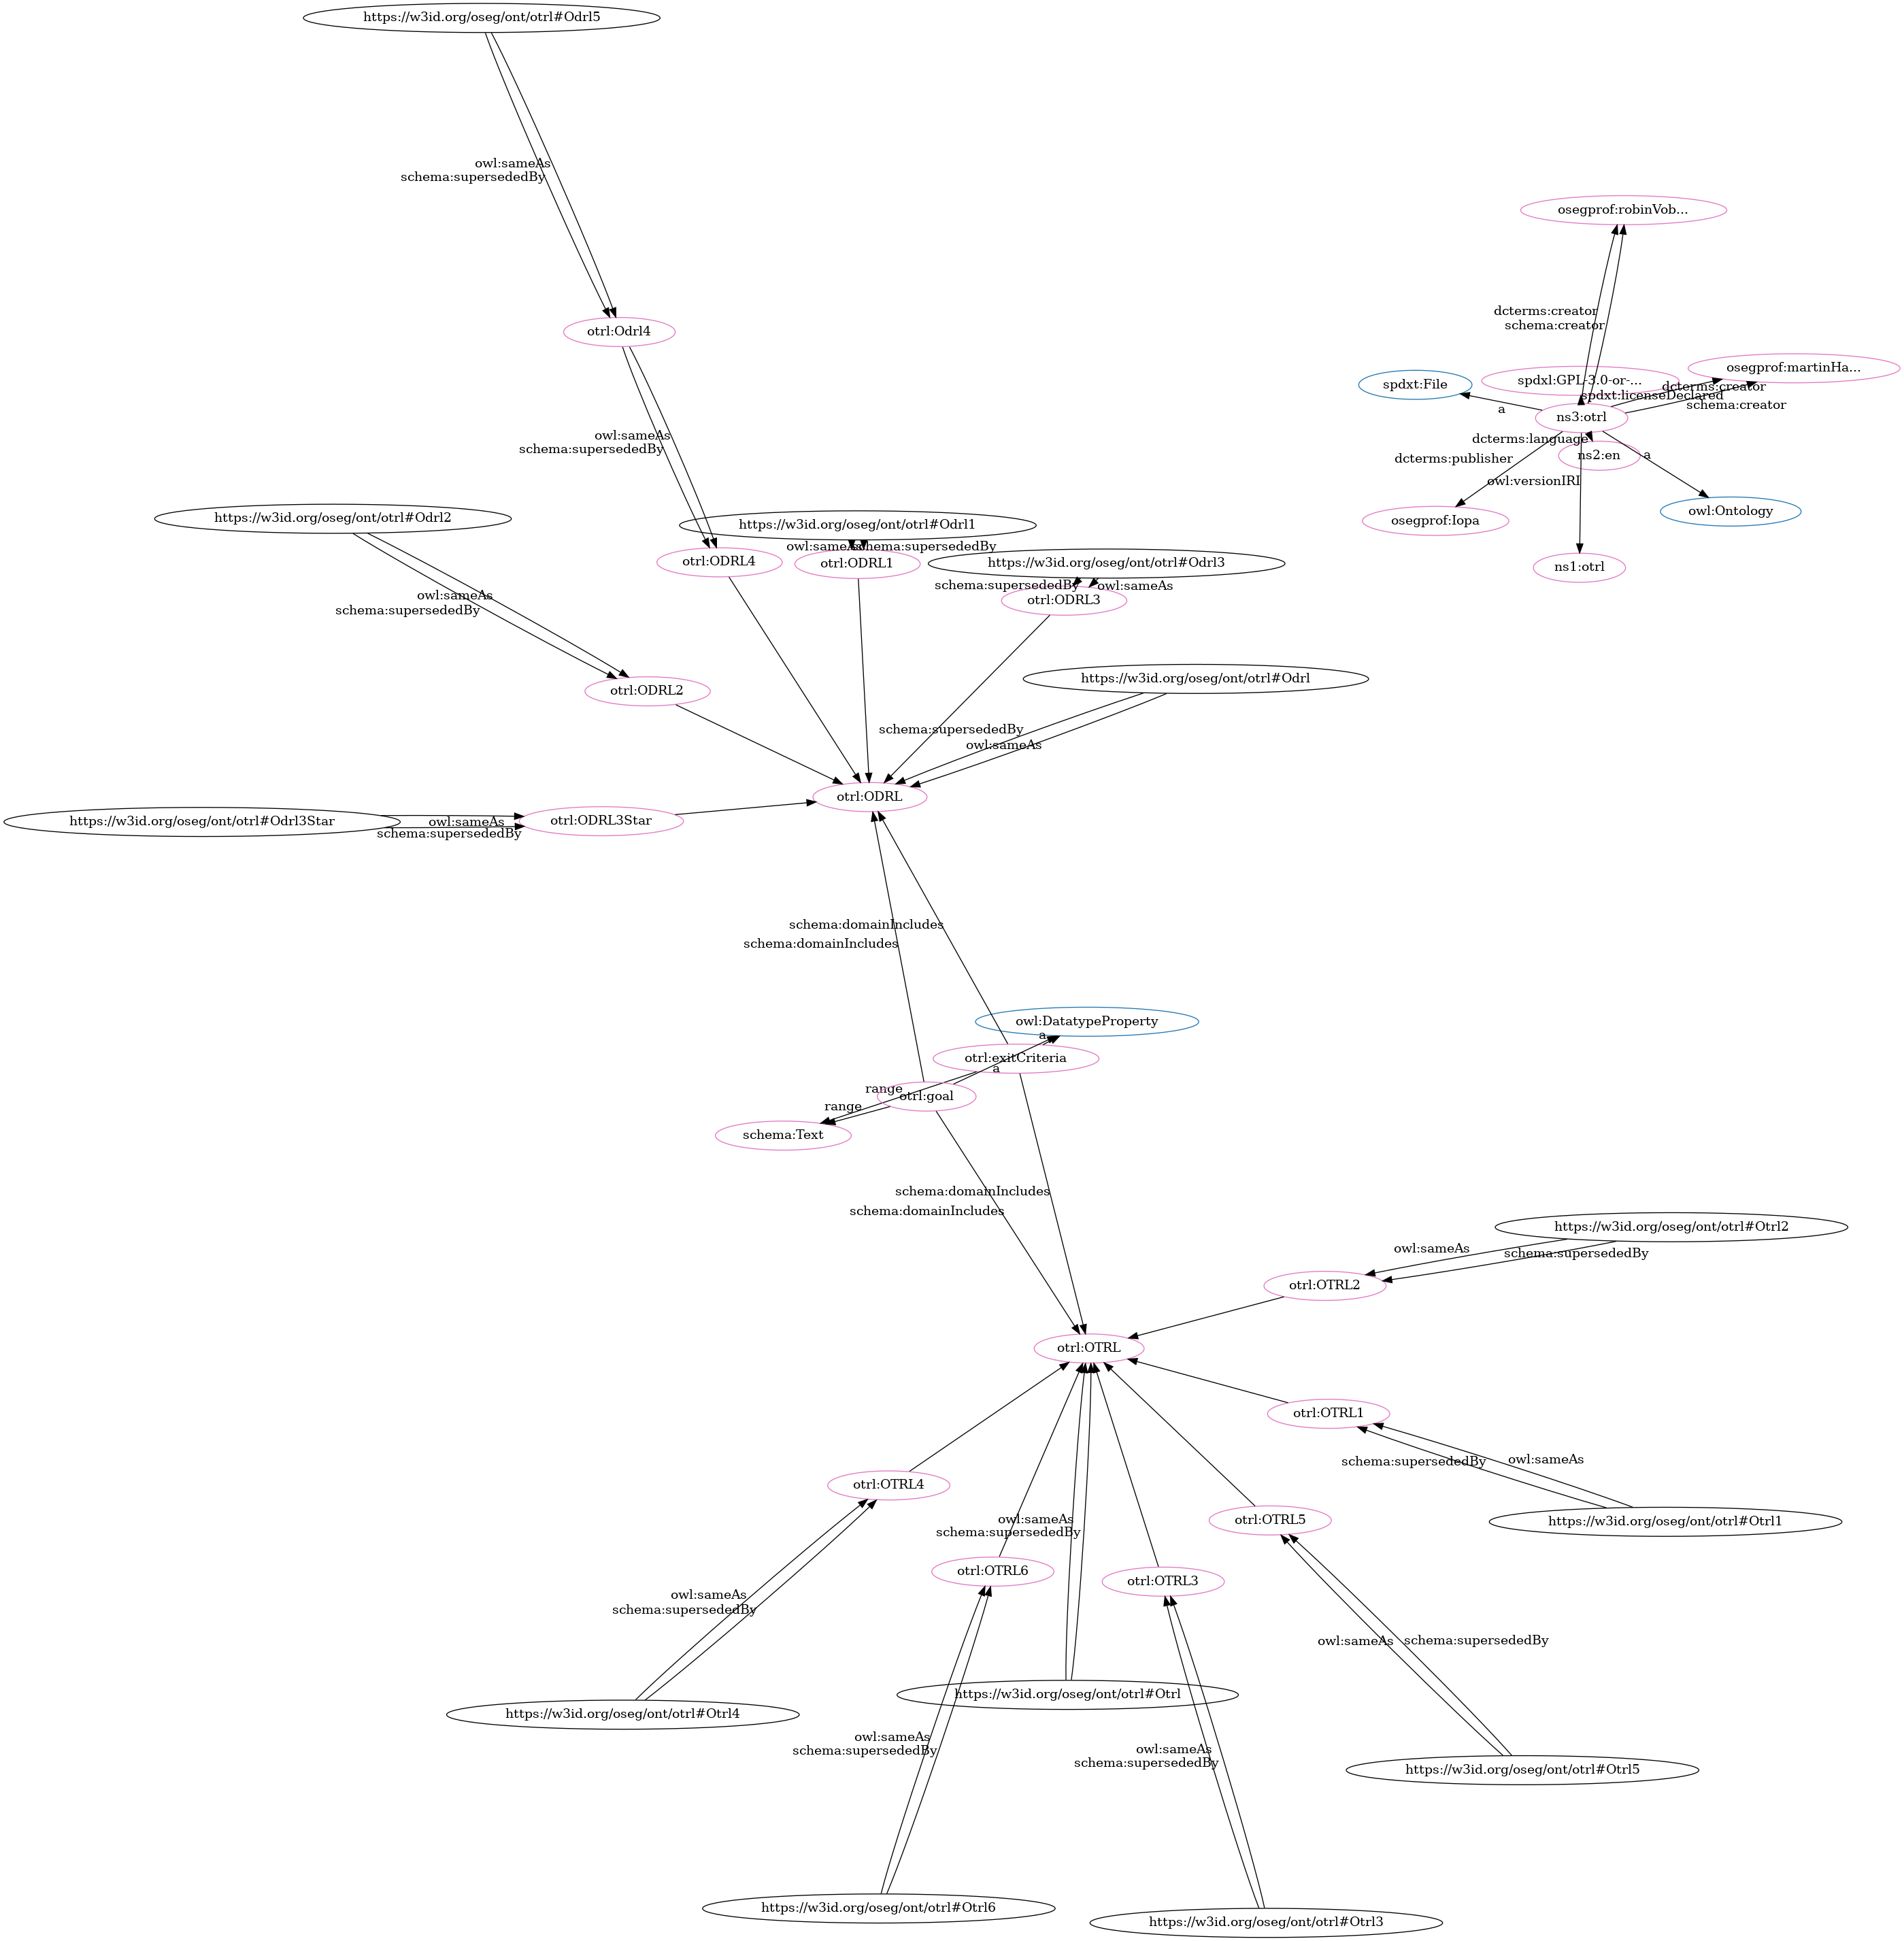 https://w3id.org/oseg/ont/otrl#Odrl5
owl:sameAs
schema:supersededBy
osegprof:robinVob...
dcterms:creator
schema:creator
otrl:Odrl4
osegprof:martinHa...
spdxt:File
spdxl:GPL-3.0-or-...
dcterms:creator
spdxt:licenseDeclared
schema:creator
a
ns3:otrl
owl:sameAs
schema:supersededBy
dcterms:language
dcterms:publisher
ns2:en
a
owl:versionIRI
owl:Ontology
osegprof:Iopa
ns1:otrl
https://w3id.org/oseg/ont/otrl#Odrl2
https://w3id.org/oseg/ont/otrl#Odrl1
owl:sameAs
schema:supersededBy
otrl:ODRL4
otrl:ODRL1
https://w3id.org/oseg/ont/otrl#Odrl3
schema:supersededBy
owl:sameAs
otrl:ODRL3
owl:sameAs
schema:supersededBy
https://w3id.org/oseg/ont/otrl#Odrl
otrl:ODRL2
schema:supersededBy
owl:sameAs
otrl:ODRL
https://w3id.org/oseg/ont/otrl#Odrl3Star
owl:sameAs
schema:supersededBy
otrl:ODRL3Star
schema:domainIncludes
schema:domainIncludes
owl:DatatypeProperty
a
otrl:exitCriteria
a
range
otrl:goal
range
schema:Text
schema:domainIncludes
schema:domainIncludes
https://w3id.org/oseg/ont/otrl#Otrl2
owl:sameAs
schema:supersededBy
otrl:OTRL2
otrl:OTRL
otrl:OTRL1
schema:supersededBy
owl:sameAs
otrl:OTRL4
owl:sameAs
schema:supersededBy
otrl:OTRL5
https://w3id.org/oseg/ont/otrl#Otrl1
otrl:OTRL6
otrl:OTRL3
owl:sameAs
schema:supersededBy
owl:sameAs
schema:supersededBy
https://w3id.org/oseg/ont/otrl#Otrl
https://w3id.org/oseg/ont/otrl#Otrl4
owl:sameAs
schema:supersededBy
owl:sameAs
schema:supersededBy
https://w3id.org/oseg/ont/otrl#Otrl5
https://w3id.org/oseg/ont/otrl#Otrl6
https://w3id.org/oseg/ont/otrl#Otrl3